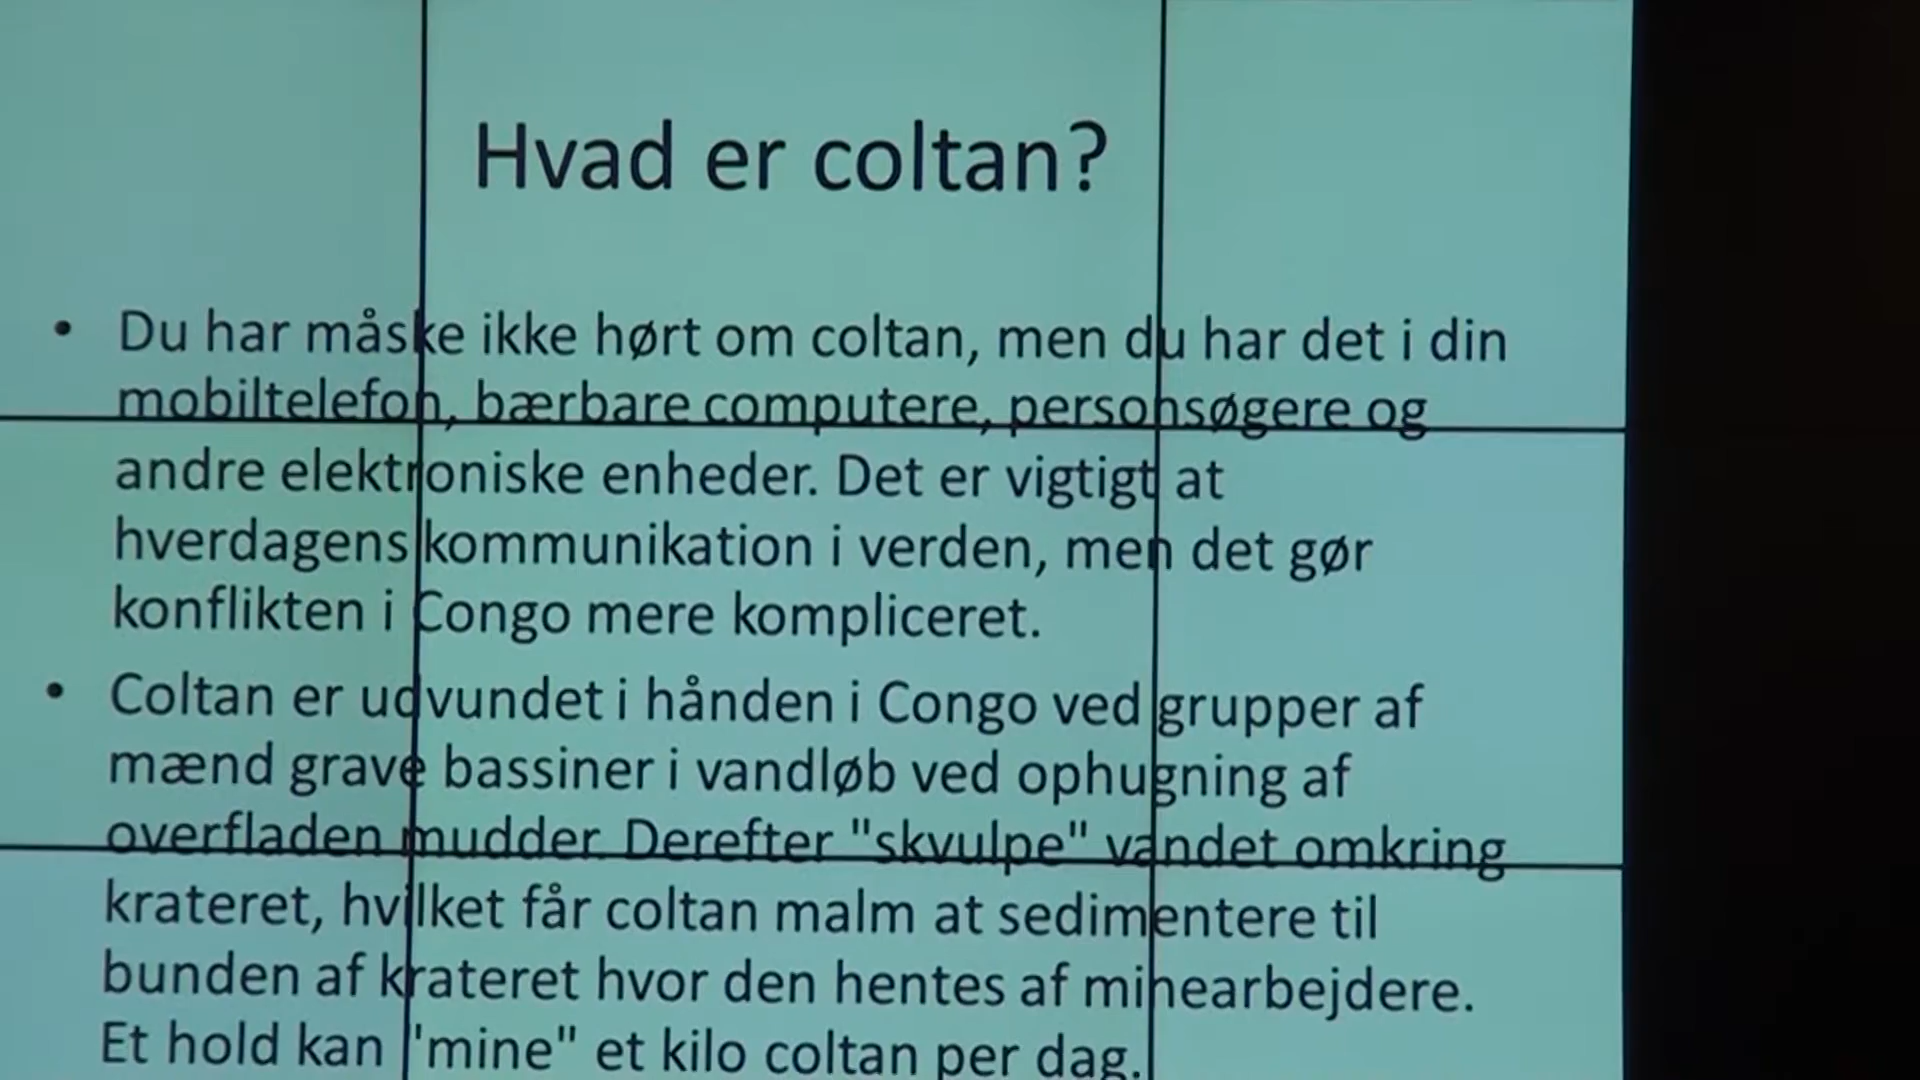 Hvad er coltan?
• Du har måske ikke hørt om coltan, men du har det i din
mobiltelefon, bærbare computere, personsøgere og
andre elektroniske enheder. Det er vigtigt at
hverdagens kommunikation i verden, men det gør
konflikten i Congo mere kompliceret.
• Coltan er udvundet i hånden i Congo ved grupper af
mænd grave bassiner i vandløb ved ophugning af
overfladen mudder. Derefter "skvulpe" vandet omkring
krateret, hvilket får coltan malm at sedimentere til
bunden af krateret hvor den hentes af minearbejdere.
Et hold kan "mine" et kilo coltan per dag.